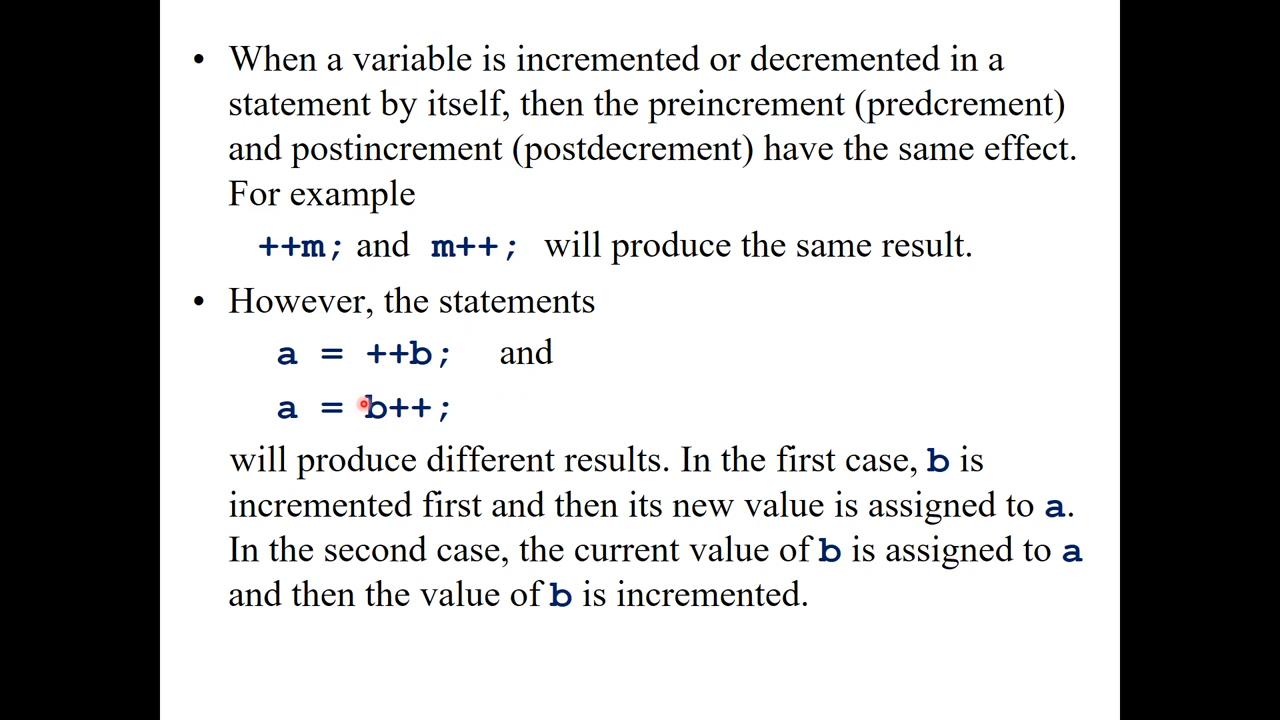 • When a variable is incremented or decremented in a
statement by itself, then the preincrement (predcrement)
and postincrement (postdecrement) have the same effect.
For example
++m; and m++; will produce the same result.
• However, the statements
a = ++b; and
a = b++;
will produce different results. In the first case, b is
incremented first and then its new value is assigned to a.
In the second case, the current value of b is assigned to a
and then the value of b is incremented.